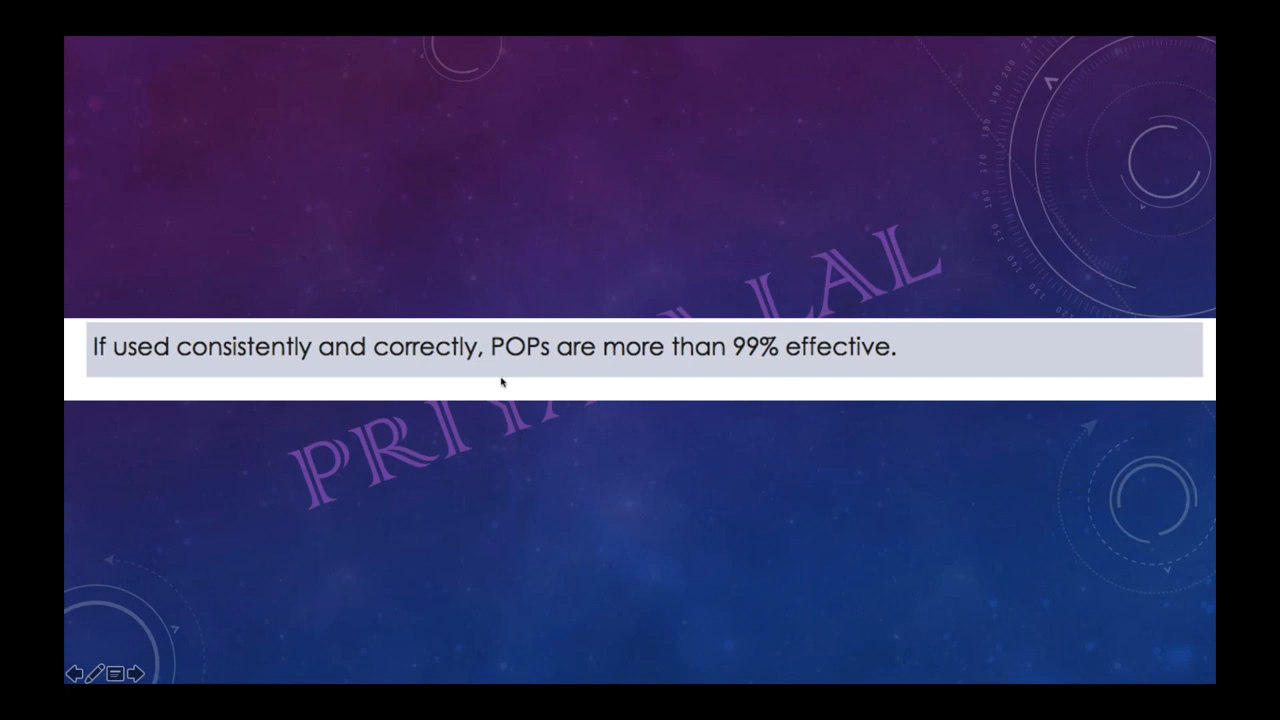 If used consistently and correctly, POPs are more than 99% effective.